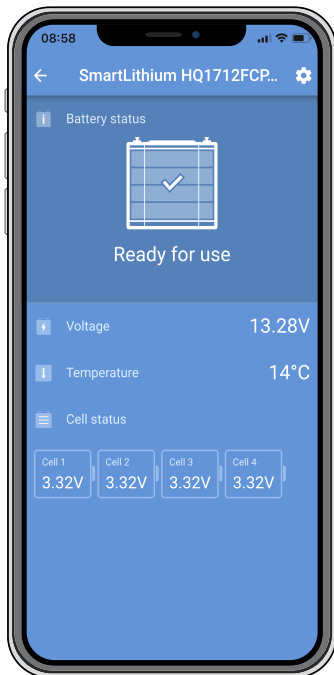 08:58
SmartLithium HQ1712FCP...
Battery status
Ready for use
Voltage 13.28V
Temperature 14°C
Cell status
Cell 1 Cell 2 Cell 3 Cell 4
3.32V 3.32V 3.32V 3.32V